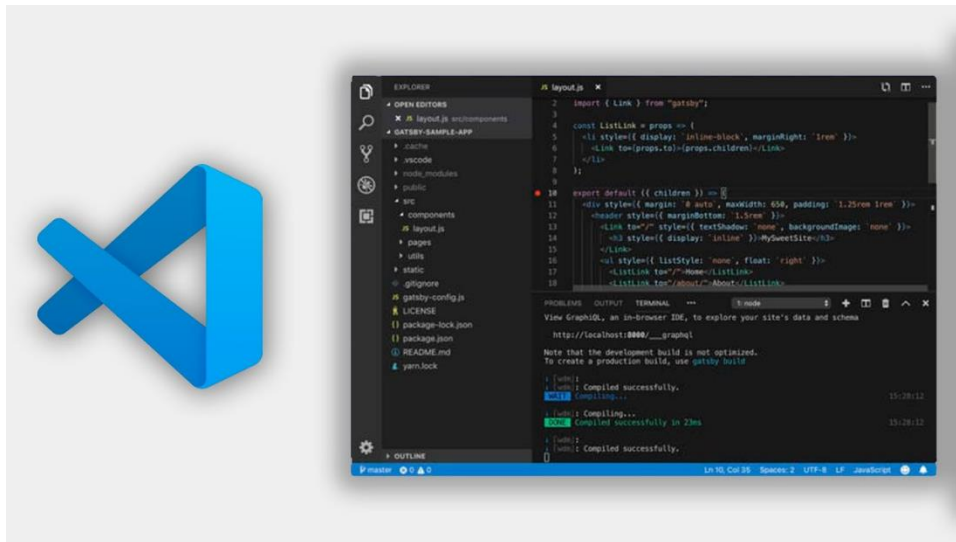 EXPLORER
OPEN EDITORS
JS layout.js src/components
GATSBY-SAMPLE-APP
.cache
.vscode
node_modules
public
src
components
JS layout.js
pages
utils
static
.gitignore
JS gatsby-config.js
LICENSE
{} package-lock.json
{} package.json
README.md
yarn.lock
OUTLINE
JS layout.js
2 import { Link } from "gatsby";
3
4 const ListLink = props => (
5 <li style={{ display: `inline-block`, marginRight: `1rem` }}>
6 <Link to={props.to}>{props.children}</Link>
7 </li>
8 );
9
10 export default ({ children }) => (
11 <div style={{ margin: `0 auto`, maxWidth: 650, padding: `1.25rem 1rem` }}>
12 <header style={{ marginBottom: `1.5rem` }}>
13 <Link to="/" style={{ textShadow: `none`, backgroundImage: `none` }}>
14 <h3 style={{ display: `inline` }}>MySweetSite</h3>
15 </Link>
16 <ul style={{ listStyle: `none`, float: `right` }}>
17 <ListLink to="/">Home</ListLink>
18 <ListLink to="/about/">About</ListLink>
PROBLEMS OUTPUT TERMINAL ••• 1: node
View GraphiQL, an in-browser IDE, to explore your site's data and schema
http://localhost:8000/___graphql
Note that the development build is not optimized.
To create a production build, use gatsby build
i ｢wdm｣:
i ｢wdm｣: Compiled successfully.
WAIT Compiling... 15:28:12
i ｢wdm｣: Compiling...
DONE Compiled successfully in 23ms 15:28:12
i ｢wdm｣:
i ｢wdm｣: Compiled successfully.
master 0 0 Ln 10, Col 35 Spaces: 2 UTF-8 LF JavaScript